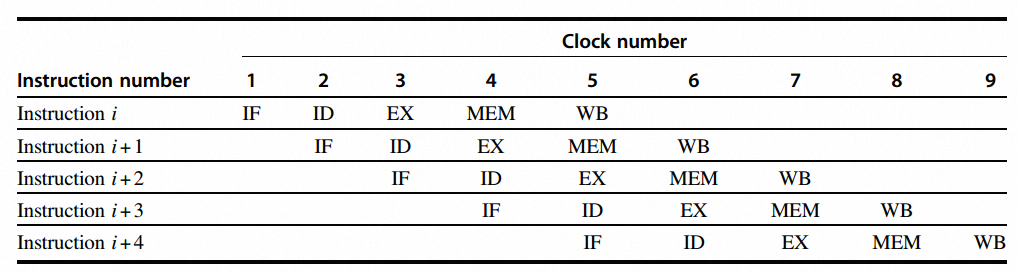 Clock number
Instruction number 1 2 3 4 5 6 7 8 9
Instruction i IF ID EX MEM WB
Instruction i+1 IF ID EX MEM WB
Instruction i+2 IF ID EX MEM WB
Instruction i+3 IF ID EX MEM WB
Instruction i+4 IF ID EX MEM WB